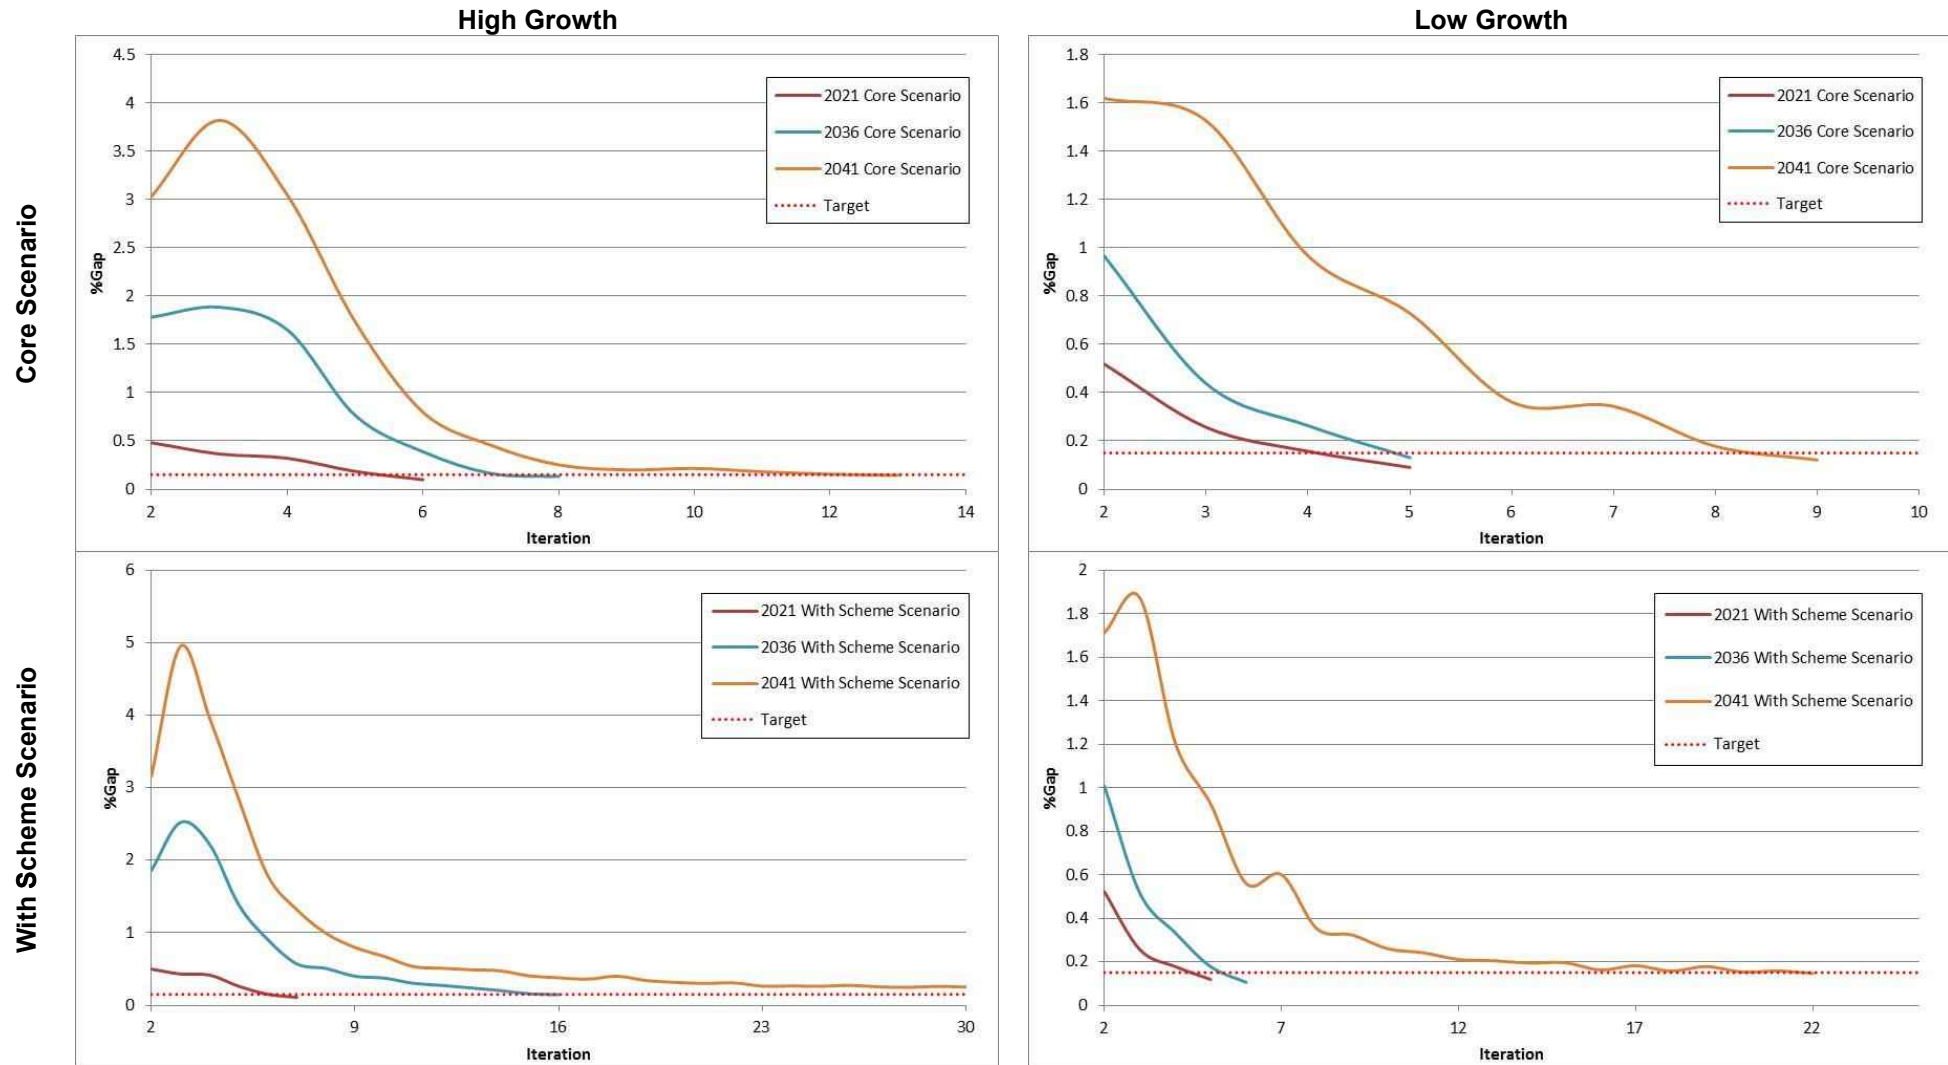 High Growth
Low Growth
Core Scenario
With Scheme Scenario
4.5
4
3.5
3
2.5
2
1.5
1
0.5
0
%Gap
2 4 6 8 10 12 14
Iteration
2021 Core Scenario
2036 Core Scenario
2041 Core Scenario
Target
1.8
1.6
1.4
1.2
1
0.8
0.6
0.4
0.2
0
%Gap
2 3 4 5 6 7 8 9 10
Iteration
2021 Core Scenario
2036 Core Scenario
2041 Core Scenario
Target
6
5
4
3
2
1
0
%Gap
2 9 16 23 30
Iteration
2021 With Scheme Scenario
2036 With Scheme Scenario
2041 With Scheme Scenario
Target
2
1.8
1.6
1.4
1.2
1
0.8
0.6
0.4
0.2
0
%Gap
2 7 12 17 22
Iteration
2021 With Scheme Scenario
2036 With Scheme Scenario
2041 With Scheme Scenario
Target